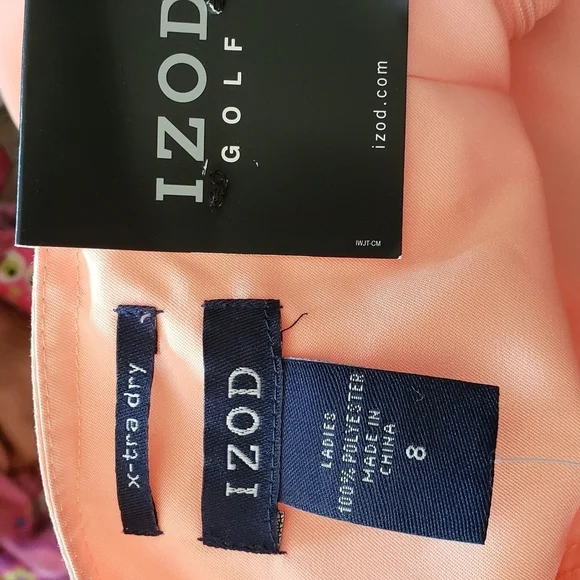 IZOD
GOLF
izod.com
IWJT-CM
x-tra dry
IZOD
LADIES
100% POLYESTER
MADE IN
CHINA
8